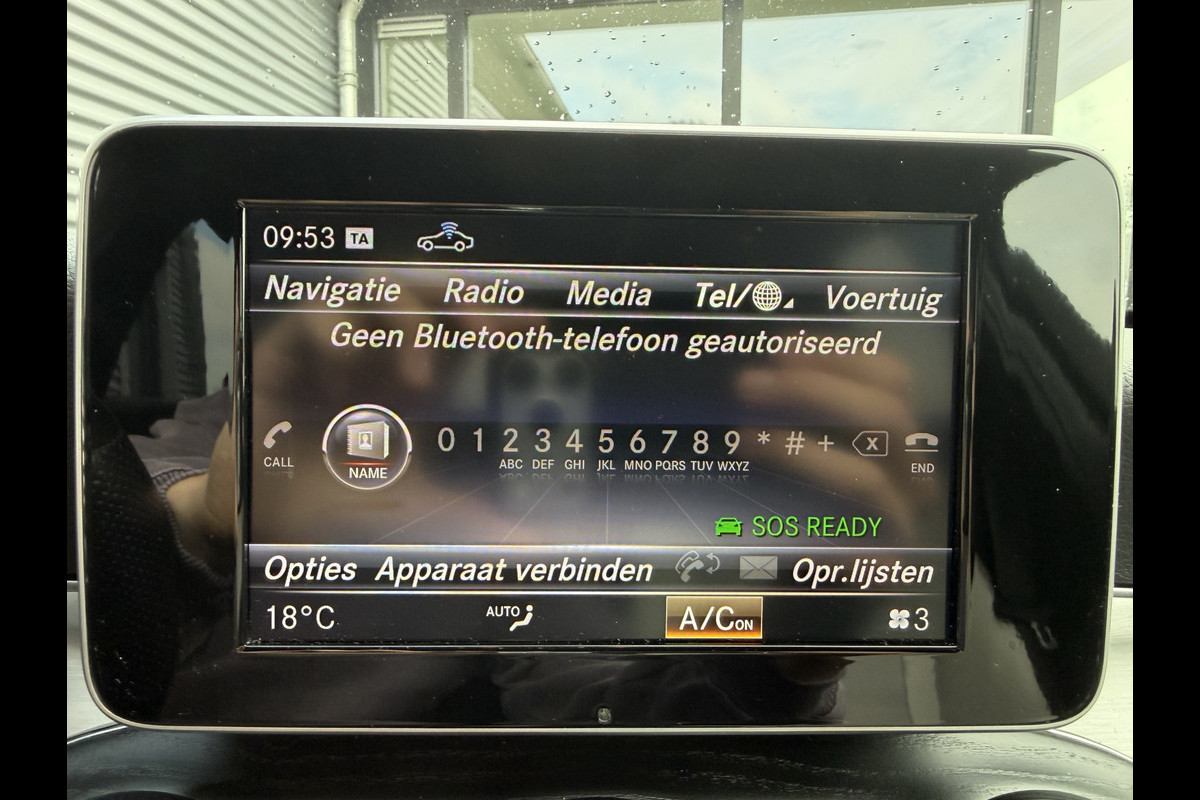 09:53 TA
Navigatie Radio Media Tel/ Voertuig
Geen Bluetooth-telefoon geautoriseerd
CALL NAME 0 1 2 3 4 5 6 7 8 9 * # + X END
ABC DEF GHI JKL MNO PQRS TUV WXYZ
SOS READY
Opties Apparaat verbinden Opr.lijsten
18°C AUTO A/C ON 3